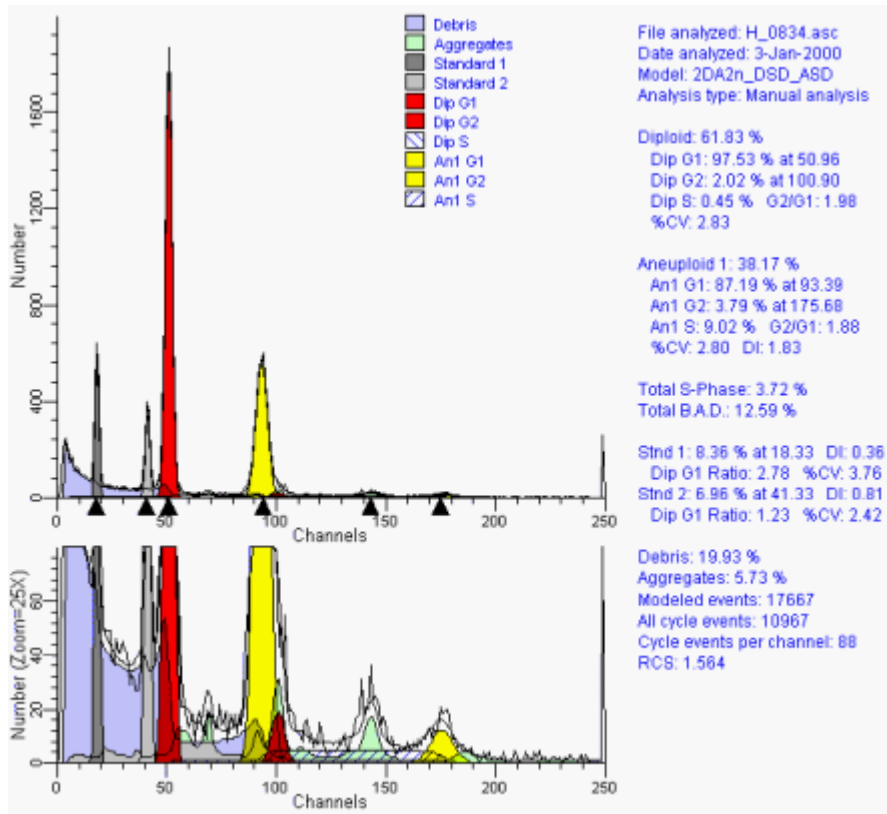 Debris
Aggregates
Standard 1
Standard 2
Dip G1
Dip G2
Dip S
An1 G1
An1 G2
An1 S
File analyzed: H_0834.asc
Date analyzed: 3-Jan-2000
Model: 2DA2n_DSD_ASD
Analysis type: Manual analysis
Diploid: 61.83 %
Dip G1: 97.53 % at 50.96
Dip G2: 2.02 % at 100.90
Dip S: 0.45 % G2/G1: 1.98
%CV: 2.83
Aneuploid 1: 38.17 %
An1 G1: 87.19 % at 93.39
An1 G2: 3.79 % at 175.68
An1 S: 9.02 % G2/G1: 1.88
%CV: 2.80 DI: 1.83
Total S-Phase: 3.72 %
Total B.A.D.: 12.59 %
Stnd 1: 8.36 % at 18.33 DI: 0.36
Dip G1 Ratio: 2.78 %CV: 3.76
Stnd 2: 6.96 % at 41.33 DI: 0.81
Dip G1 Ratio: 1.23 %CV: 2.42
Debris: 19.93 %
Aggregates: 5.73 %
Modeled events: 17667
All cycle events: 10967
Cycle events per channel: 88
RCS: 1.564
Number
1600
1200
800
400
0
0 50 100 150 200 250
Channels
Number (Zoom=25X)
60
40
20
0
0 50 100 150 200 250
Channels